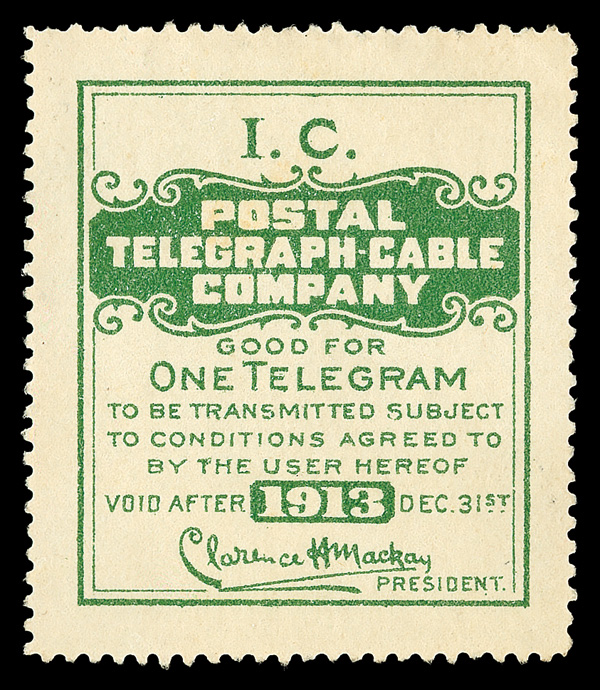 I. C.
POSTAL
TELEGRAPH-CABLE
COMPANY
GOOD FOR
ONE TELEGRAM
TO BE TRANSMITTED SUBJECT
TO CONDITIONS AGREED TO
BY THE USER HEREOF
VOID AFTER 1913 DEC. 31ST
Clarence H Mackay
PRESIDENT.